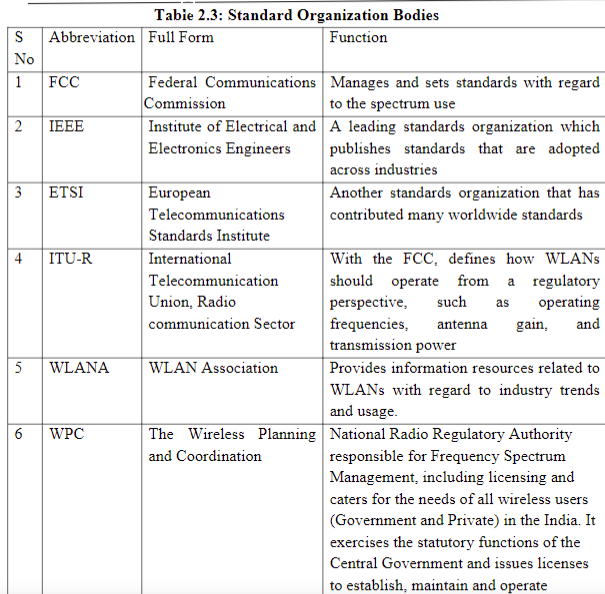 Tabie 2.3: Standard Organization Bodies
S No Abbreviation Full Form Function
1 FCC Federal Communications Commission Manages and sets standards with regard to the spectrum use
2 IEEE Institute of Electrical and Electronics Engineers A leading standards organization which publishes standards that are adopted across industries
3 ETSI European Telecommunications Standards Institute Another standards organization that has contributed many worldwide standards
4 ITU-R International Telecommunication Union, Radio communication Sector With the FCC, defines how WLANs should operate from a regulatory perspective, such as operating frequencies, antenna gain, and transmission power
5 WLANA WLAN Association Provides information resources related to WLANs with regard to industry trends and usage.
6 WPC The Wireless Planning and Coordination National Radio Regulatory Authority responsible for Frequency Spectrum Management, including licensing and caters for the needs of all wireless users (Government and Private) in the India. It exercises the statutory functions of the Central Government and issues licenses to establish, maintain and operate